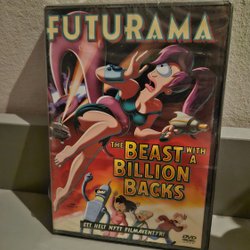 FUTURAMA
THE BEAST WITH A
BILLION
BACKS
ETT HELT NYTT FILMÄVENTYR!
DVD